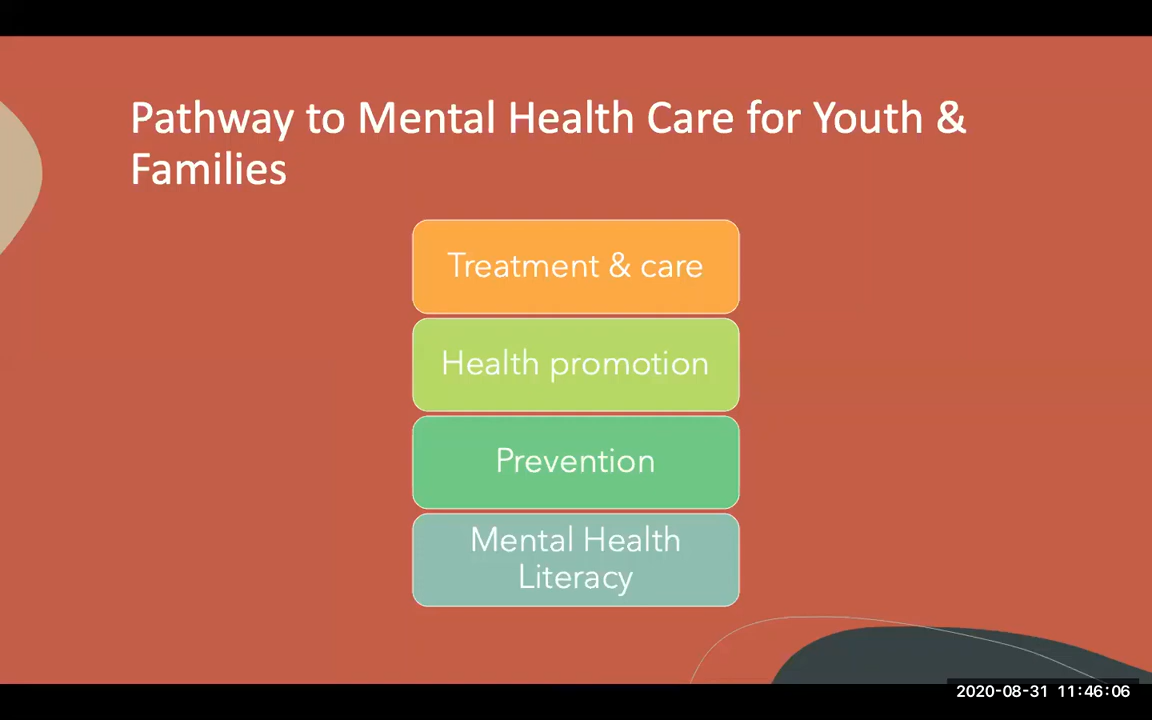 Pathway to Mental Health Care for Youth &
Families
Treatment & care
Health promotion
Prevention
Mental Health
Literacy
2020-08-31 11:46:06